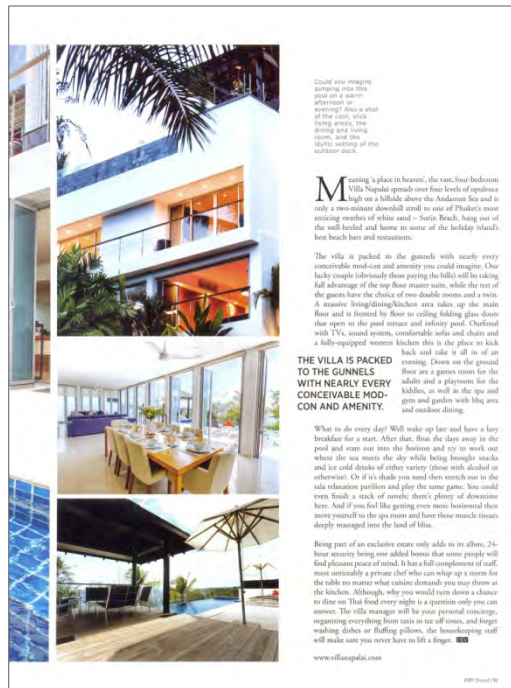 Could you imagine
jumping into this
pool on a warm
afternoon or
evening? Also a shot
of the cool, slick
living areas, the
dining and living
room, and the
idyllic setting of the
outdoor deck.
Meaning 'a place in heaven', the vast, four-bedroom
Villa Napalai spreads over four levels of opulence
high on a hillside above the Andaman Sea and is
only a two-minute downhill stroll to one of Phuket's most
enticing swathes of white sand – Surin Beach, hang out of
the well-heeled and home to some of the holiday island's
best beach bars and restaurants.
The villa is packed to the gunnels with nearly every
conceivable mod-con and amenity you could imagine. One
lucky couple (obviously those paying the bills) will be taking
full advantage of the top floor master suite, while the rest of
the guests have the choice of two double rooms and a twin.
A massive living/dining/kitchen area takes up the main
floor and is fronted by floor to ceiling folding glass doors
that open to the pool terrace and infinity pool. Outfitted
with TVs, sound system, comfortable sofas and chairs and
a fully-equipped western kitchen this is the place to kick
back and take it all in of an
evening. Down on the ground
floor are a games room for the
adults and a playroom for the
kiddies, as well as the spa and
gym and garden with bbq area
and outdoor dining.
THE VILLA IS PACKED
TO THE GUNNELS
WITH NEARLY EVERY
CONCEIVABLE MOD-
CON AND AMENITY.
What to do every day? Well wake up late and have a lazy
breakfast for a start. After that, float the days away in the
pool and stare out into the horizon and try to work out
where the sea meets the sky while being brought snacks
and ice cold drinks of either variety (those with alcohol or
otherwise). Or if it's shade you need then stretch out in the
sala relaxation pavilion and play the same game. You could
even finish a stack of novels; there's plenty of downtime
here. And if you feel like getting even more horizontal then
move yourself to the spa room and have those muscle tissues
deeply massaged into the land of bliss.
Being part of an exclusive estate only adds to its allure, 24-
hour security being one added bonus that some people will
find pleasant peace of mind. It has a full complement of staff,
most noticeably a private chef who can whip up a storm for
the table no matter what cuisine demands you may throw at
the kitchen. Although, why you would turn down a chance
to dine on Thai food every night is a question only you can
answer. The villa manager will be your personal concierge,
organizing everything from taxis to tee off times, and forget
washing dishes or fluffing pillows, the housekeeping staff
will make sure you never have to lift a finger.
www.villanapalai.com